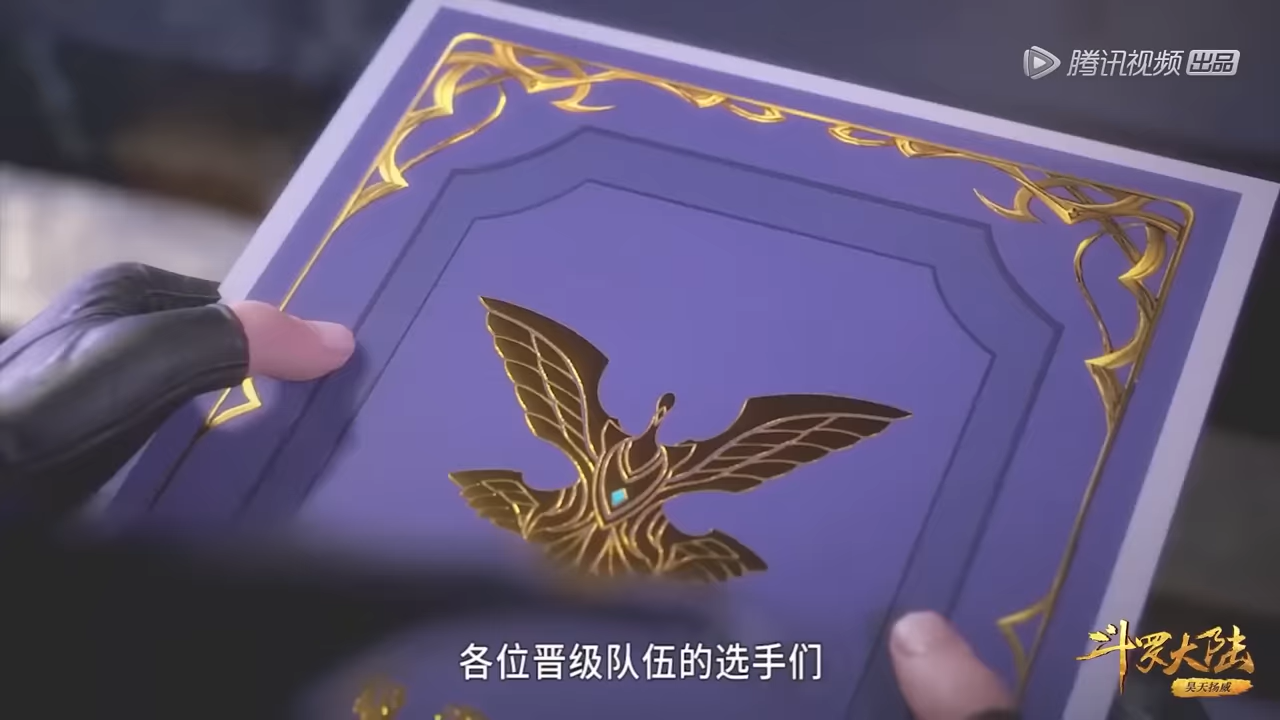 腾讯视频 出品
各位晋级队伍的选手们
斗罗大陆
昊天扬威